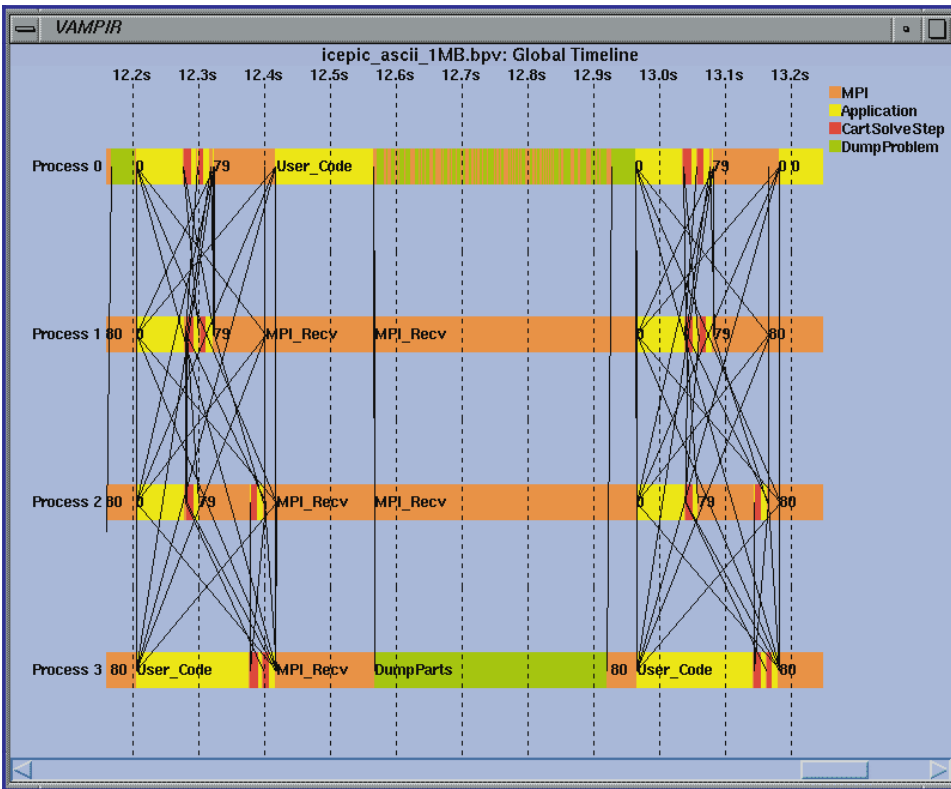 VAMPIR
icepic_ascii_1MB.bpv: Global Timeline
12.2s 12.3s 12.4s 12.5s 12.6s 12.7s 12.8s 12.9s 13.0s 13.1s 13.2s
MPI
Application
CartSolveStep
DumpProblem
Process 0 0 79 User_Code 0 79 0 0
Process 1 80 0 79 MPI_Recv MPI_Recv 0 79 80
Process 2 80 0 79 MPI_Recv MPI_Recv 0 79 80
Process 3 80 User_Code MPI_Recv DumpParts 80 User_Code 80